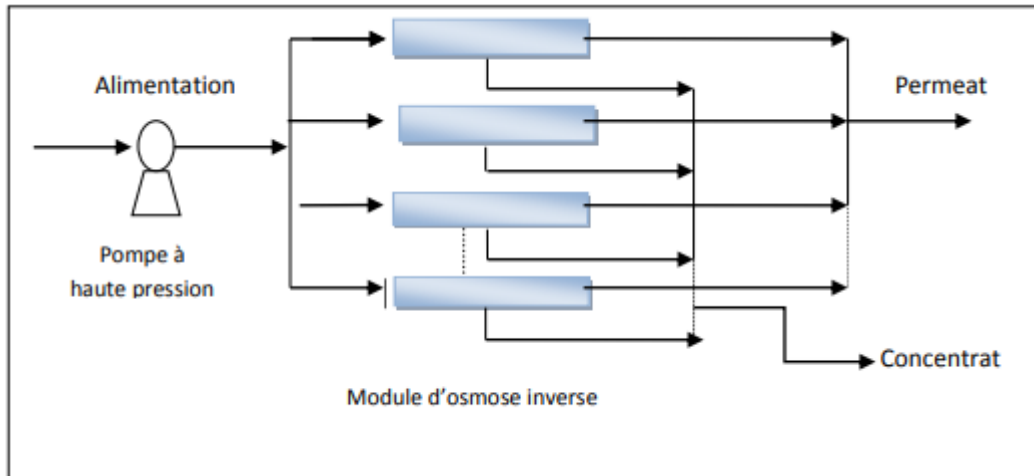 Alimentation
Permeat
Pompe à
haute pression
Concentrat
Module d'osmose inverse